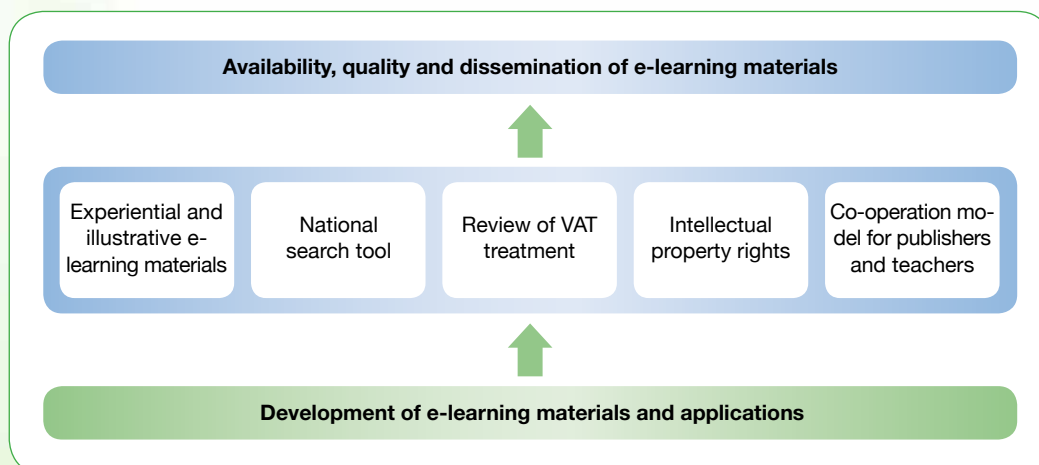 Availability, quality and dissemination of e-learning materials
Experiential and
illustrative e-
learning materials
National
search tool
Review of VAT
treatment
Intellectual
property rights
Co-operation mo-
del for publishers
and teachers
Development of e-learning materials and applications